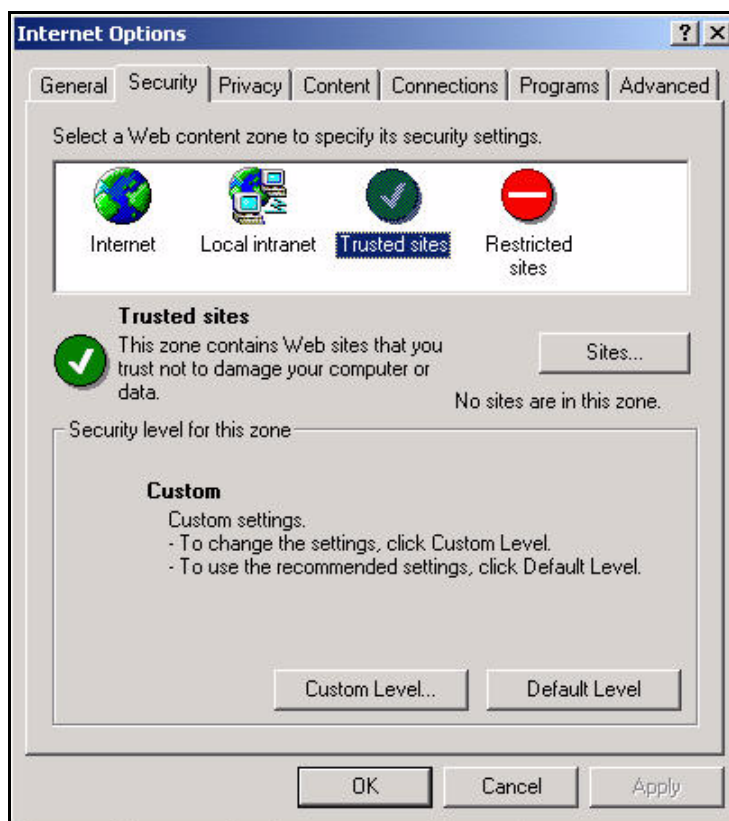 Internet Options
General Security Privacy Content Connections Programs Advanced
Select a Web content zone to specify its security settings.
Internet Local intranet Trusted sites Restricted
sites
Trusted sites
This zone contains Web sites that you
trust not to damage your computer or
data.
Sites...
No sites are in this zone.
Security level for this zone
Custom
Custom settings.
- To change the settings, click Custom Level.
- To use the recommended settings, click Default Level.
Custom Level... Default Level
OK Cancel Apply